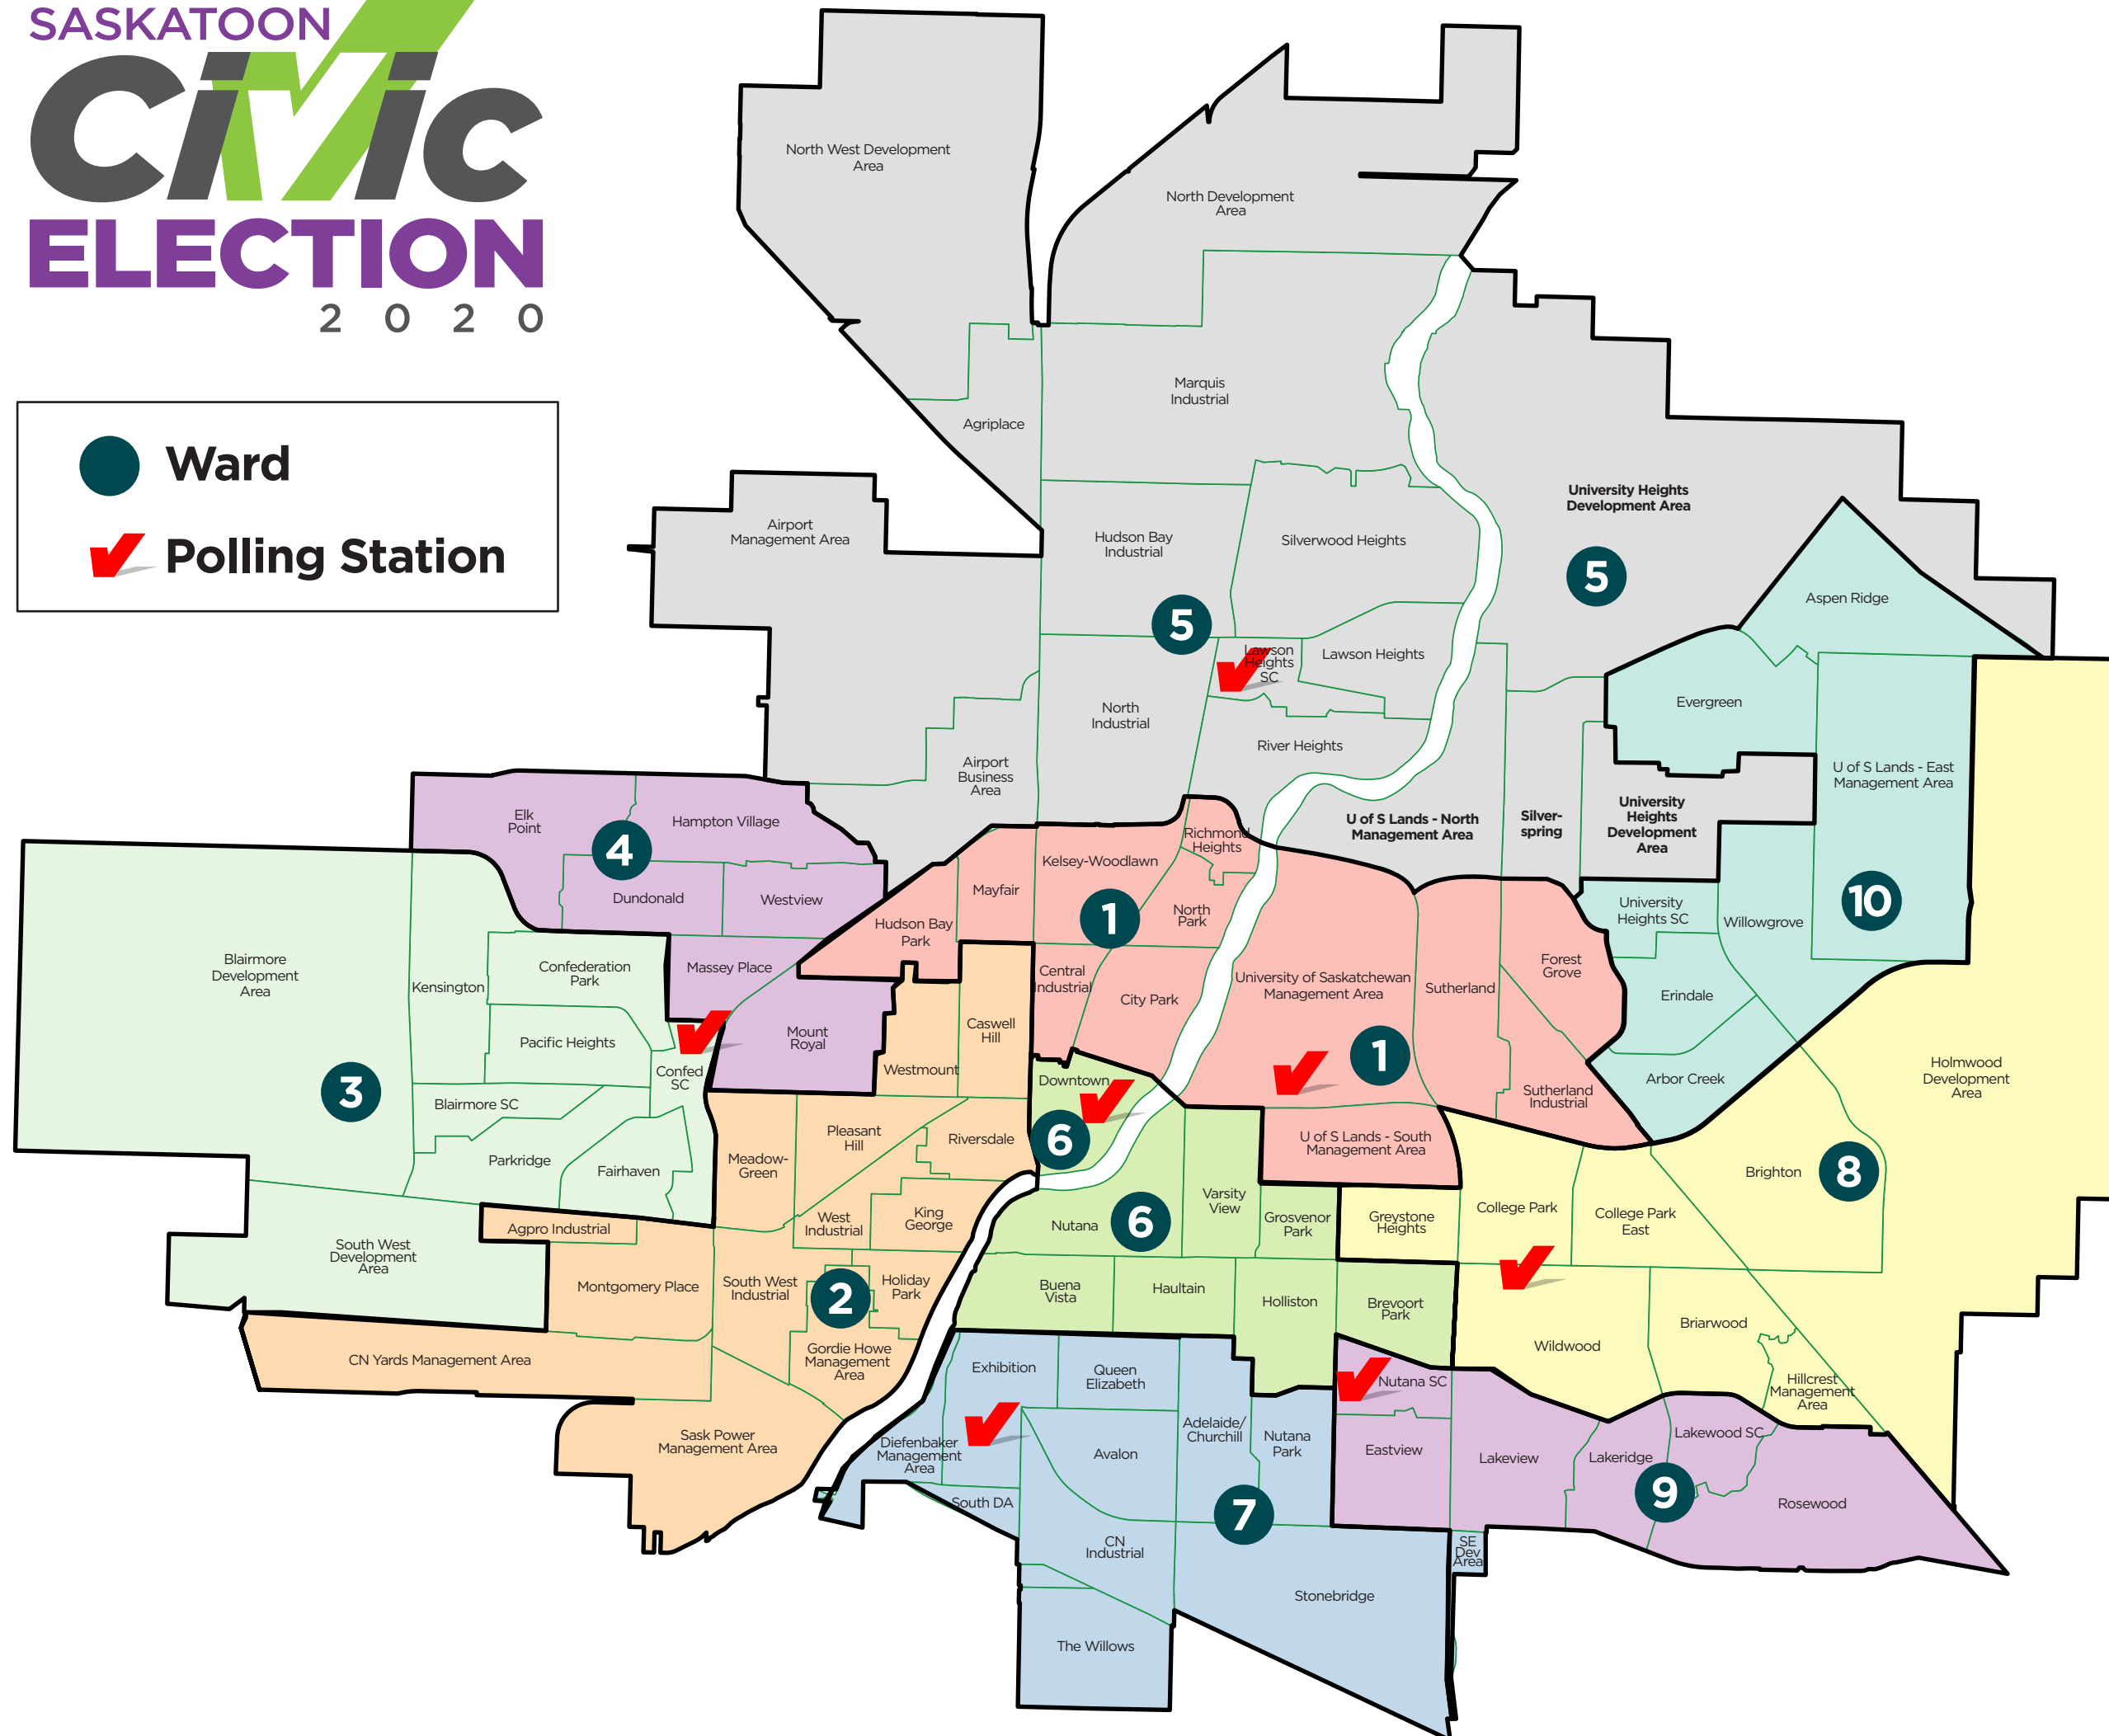 SASKATOON
Civic
ELECTION
2 0 2 0
Ward
Polling Station
North West Development
Area
North Development
Area
Marquis
Industrial
Agriplace
Airport
Management Area
Hudson Bay
Industrial
Silverwood Heights
University Heights
Development Area
5
5
Aspen Ridge
Lawson
Heights
SC
Lawson Heights
Evergreen
North
Industrial
River Heights
Airport
Business
Area
U of S Lands - East
Management Area
U of S Lands - North
Management Area
Silver-
spring
University
Heights
Development
Area
Elk
Point
Hampton Village
4
Dundonald
Westview
Massey Place
Mount
Royal
Richmond
Heights
Kelsey-Woodlawn
Mayfair
Hudson Bay
Park
1
North
Park
Central
Industrial
City Park
University of Saskatchewan
Management Area
Sutherland
Forest
Grove
1
Sutherland
Industrial
U of S Lands - South
Management Area
University
Heights SC
Willowgrove
10
Erindale
Arbor Creek
Blairmore
Development
Area
Kensington
Confederation
Park
Pacific Heights
Confed
SC
3
Blairmore SC
Parkridge
Fairhaven
South West
Development
Area
Caswell
Hill
Westmount
Pleasant
Hill
Riversdale
Meadow-
Green
West
Industrial
King
George
Agpro Industrial
Montgomery Place
South West
Industrial
2
Holiday
Park
Gordie Howe
Management
Area
CN Yards Management Area
Sask Power
Management Area
Downtown
6
Nutana
6
Varsity
View
Grosvenor
Park
Buena
Vista
Haultain
Holliston
Brevoort
Park
Greystone
Heights
College Park
College Park
East
Brighton
8
Holmwood
Development
Area
Wildwood
Briarwood
Hillcrest
Management
Area
Exhibition
Queen
Elizabeth
Adelaide/
Churchill
Nutana
Park
Diefenbaker
Management
Area
Avalon
South DA
7
CN
Industrial
Stonebridge
The Willows
SE
Dev
Area
Nutana SC
Eastview
Lakeview
Lakeridge
Lakewood SC
9
Rosewood